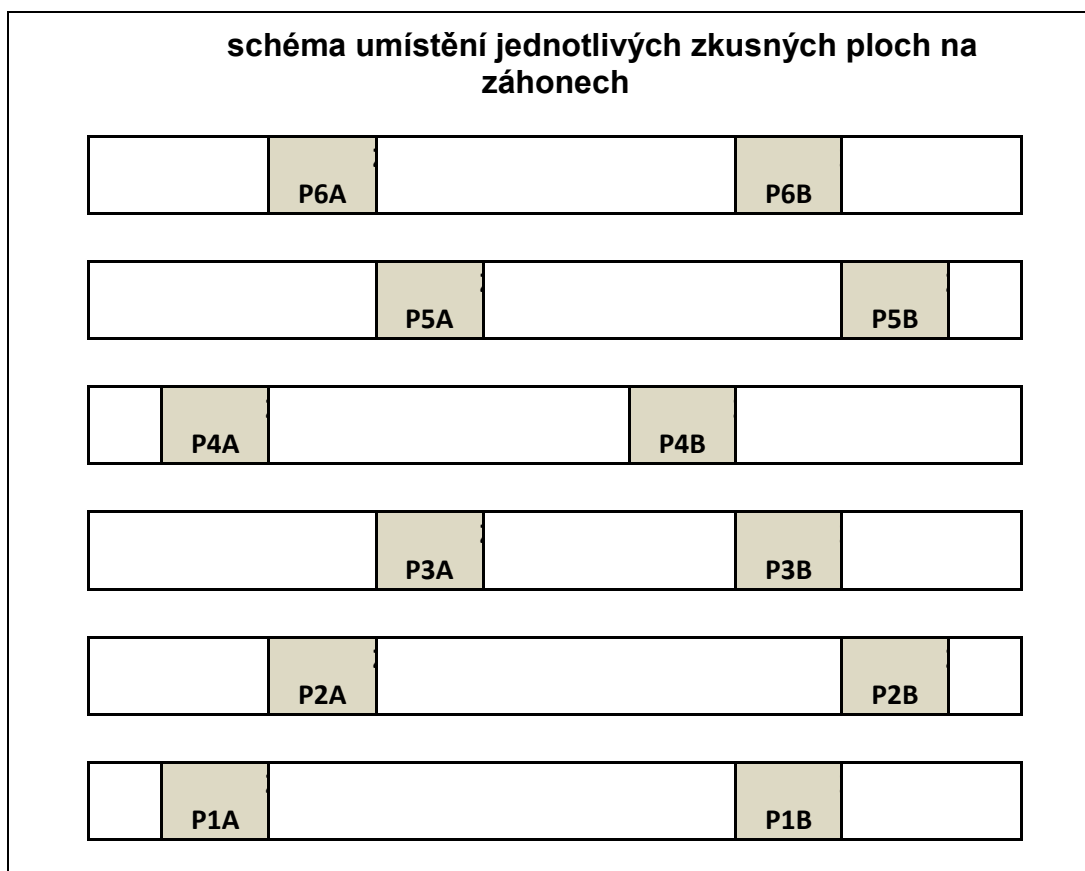 schéma umístění jednotlivých zkusných ploch na
záhonech
P6A P6B
P5A P5B
P4A P4B
P3A P3B
P2A P2B
P1A P1B